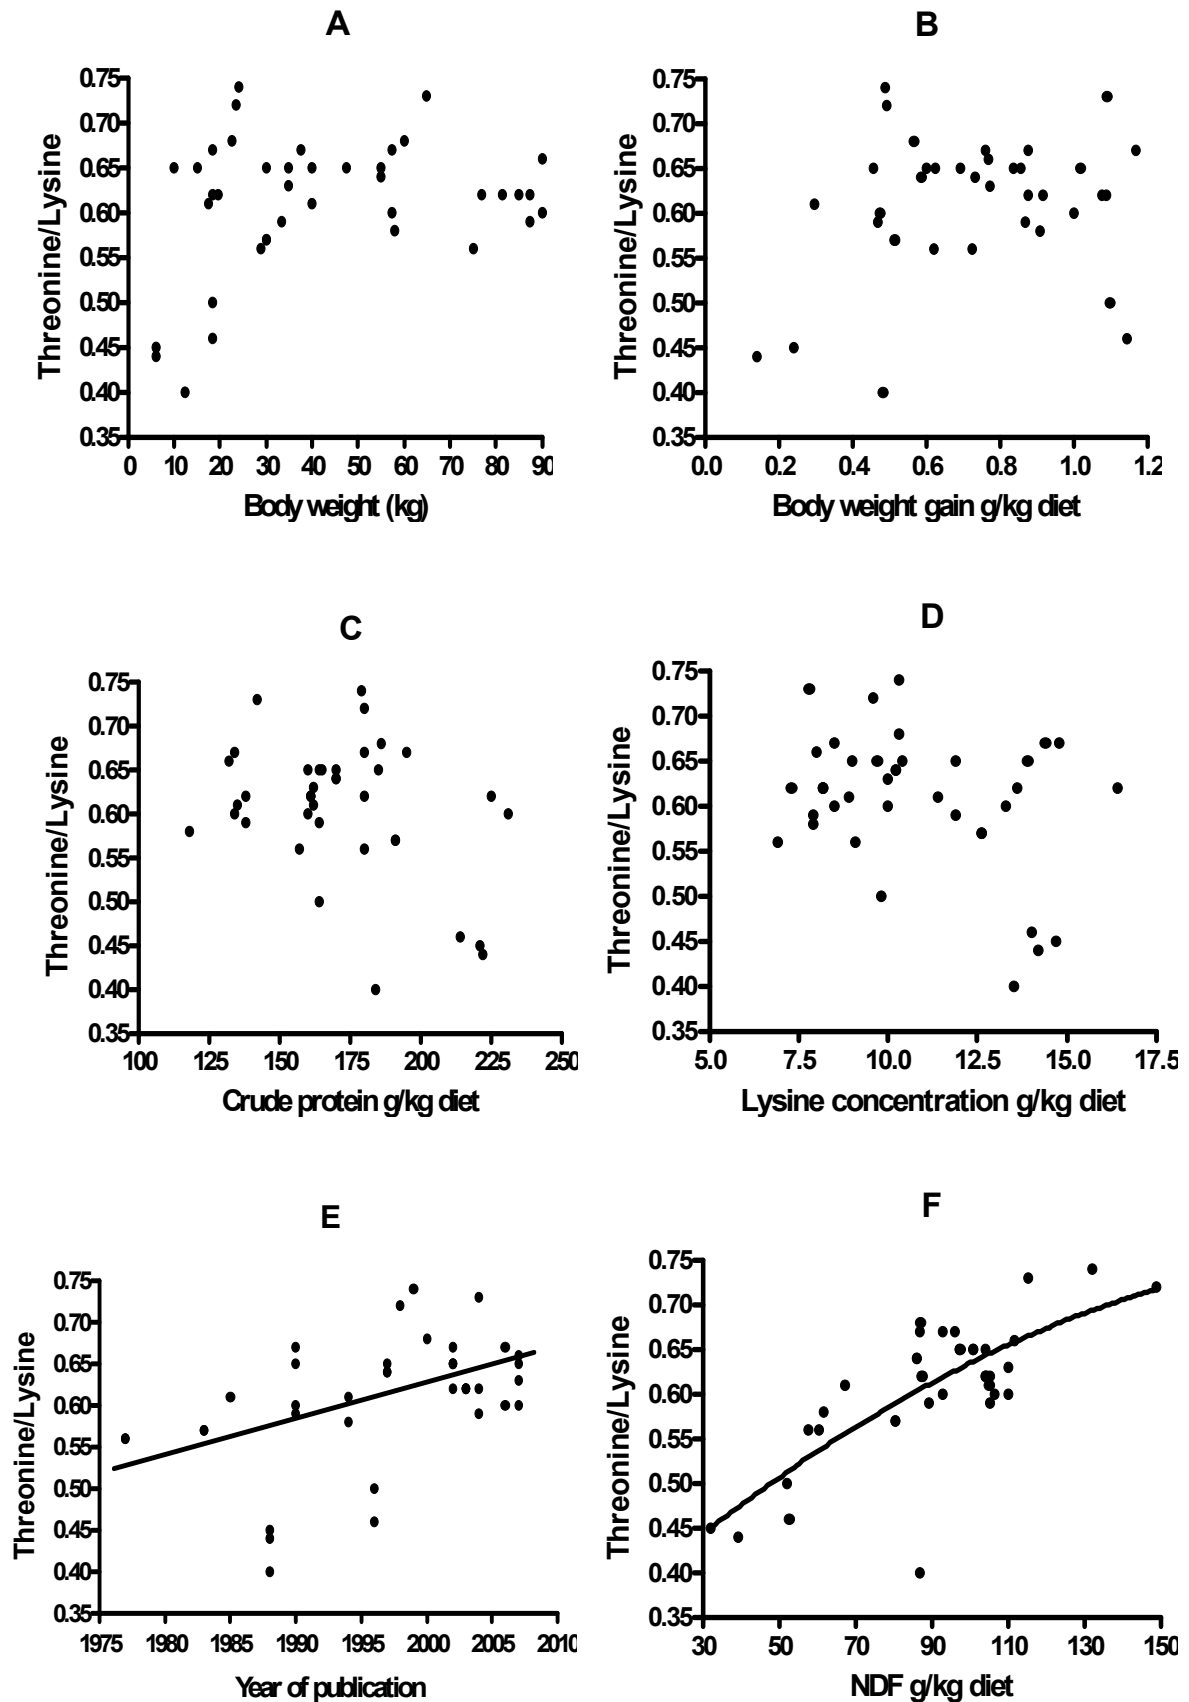 A
0.75
0.70
0.65
0.60
0.55
0.50
0.45
0.40
0.35
Threonine/Lysine
0 10 20 30 40 50 60 70 80 90
Body weight (kg)
B
0.75
0.70
0.65
0.60
0.55
0.50
0.45
0.40
0.35
Threonine/Lysine
0.0 0.2 0.4 0.6 0.8 1.0 1.2
Body weight gain g/kg diet
C
0.75
0.70
0.65
0.60
0.55
0.50
0.45
0.40
0.35
Threonine/Lysine
100 125 150 175 200 225 250
Crude protein g/kg diet
D
0.75
0.70
0.65
0.60
0.55
0.50
0.45
0.40
0.35
Threonine/Lysine
5.0 7.5 10.0 12.5 15.0 17.5
Lysine concentration g/kg diet
E
0.75
0.70
0.65
0.60
0.55
0.50
0.45
0.40
0.35
Threonine/Lysine
1975 1980 1985 1990 1995 2000 2005 2010
Year of publication
F
0.75
0.70
0.65
0.60
0.55
0.50
0.45
0.40
0.35
Threonine/Lysine
30 50 70 90 110 130 150
NDF g/kg diet